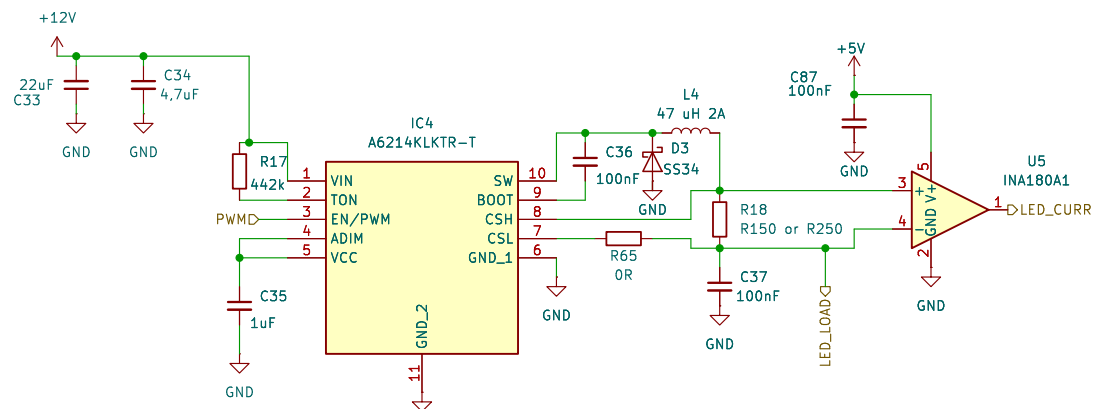 +12V
22uF
C33
GND
C34
4,7uF
GND
R17
442k
PWM
C35
1uF
GND
IC4
A6214KLKTR-T
1
VIN
2
TON
3
EN/PWM
4
ADIM
5
VCC
10
SW
9
BOOT
8
CSH
7
CSL
6
GND_1
GND_2
11
GND
C36
100nF
D3
SS34
GND
L4
47 uH 2A
R18
R150 or R250
R65
0R
C37
100nF
GND
LED_LOAD
+5V
C87
100nF
GND
U5
INA180A1
3
+
4
-
5
V+
GND
2
1
LED_CURR
GND